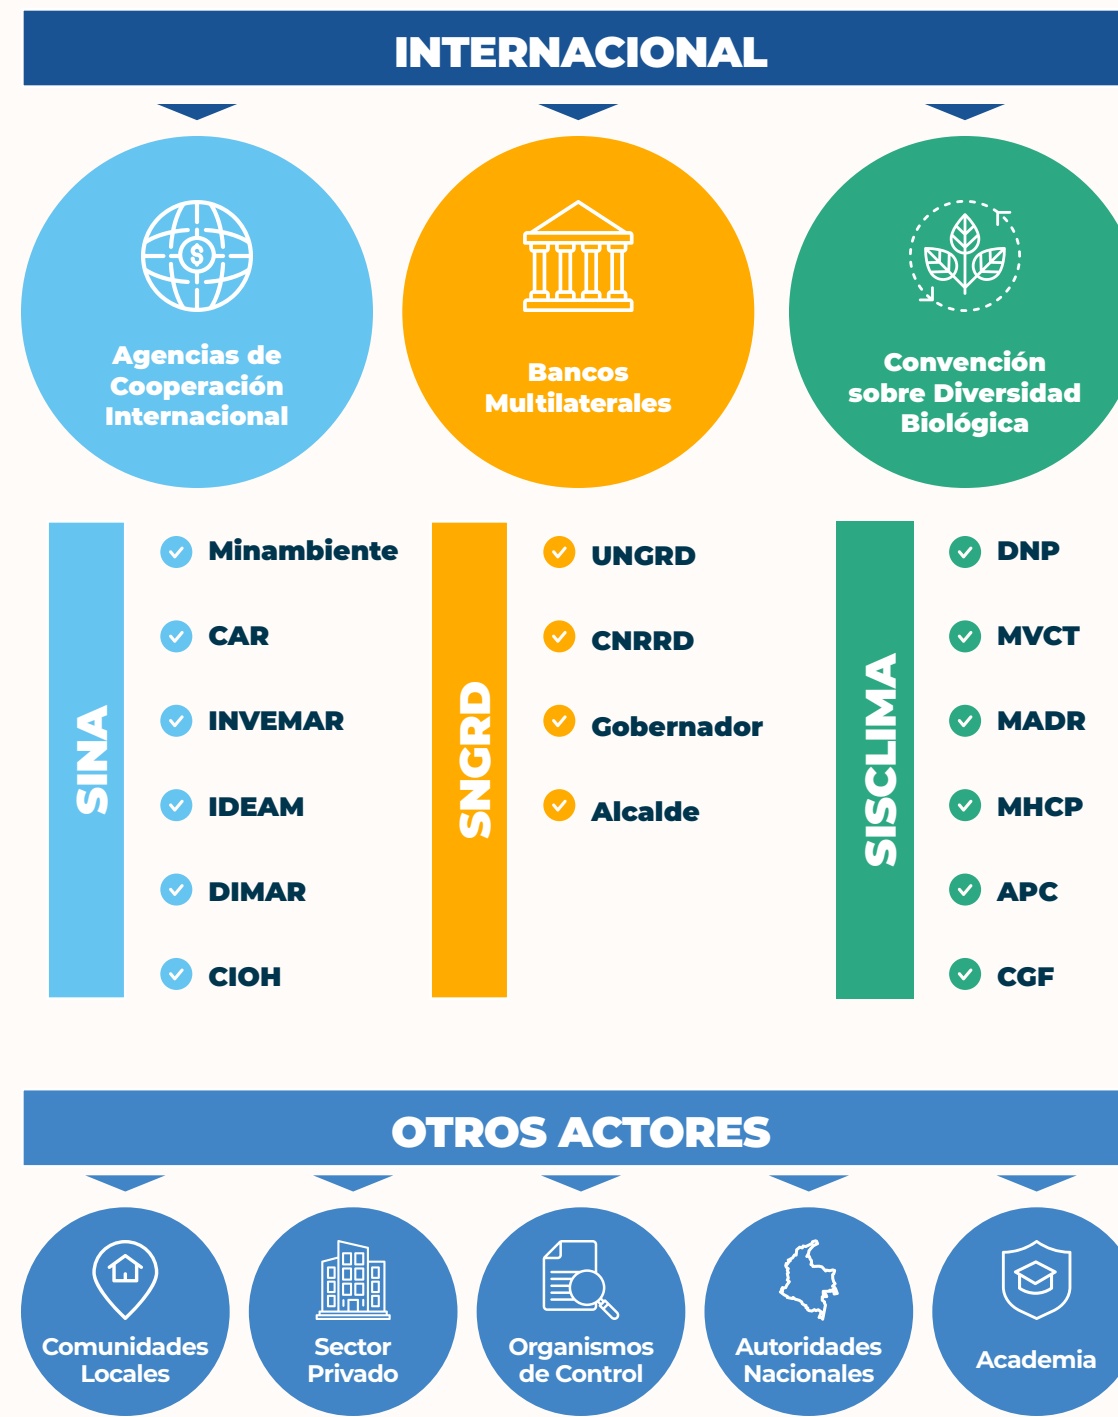 INTERNACIONAL
$
Agencias de
Cooperación
Internacional
Bancos
Multilaterales
Convención
sobre Diversidad
Biológica
SINA
Minambiente
CAR
INVEMAR
IDEAM
DIMAR
CIOH
SNGRD
UNGRD
CNRRD
Gobernador
Alcalde
SISCLIMA
DNP
MVCT
MADR
MHCP
APC
CGF
OTROS ACTORES
Comunidades
Locales
Sector
Privado
Organismos
de Control
Autoridades
Nacionales
Academia